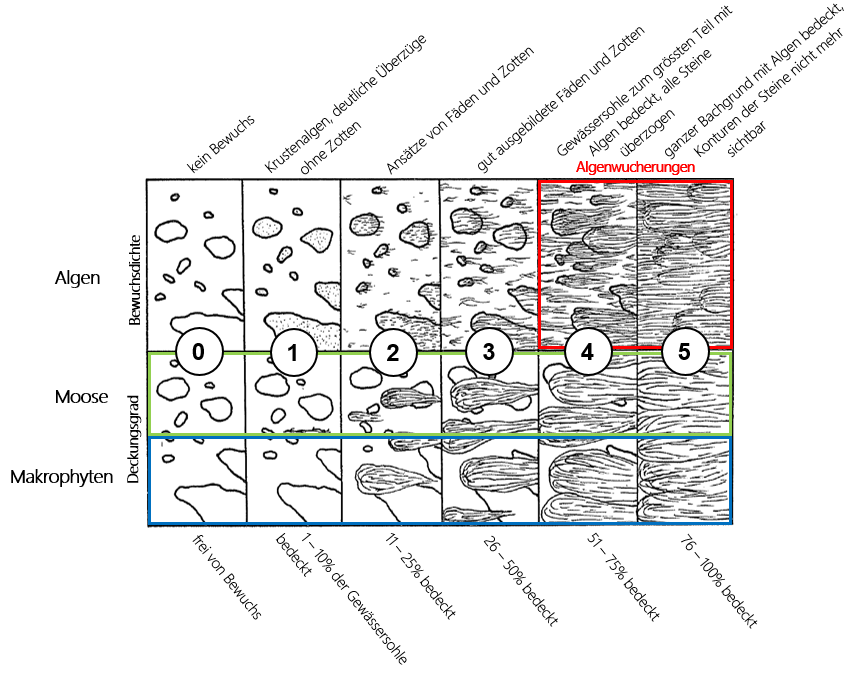 kein Bewuchs
Krustenalgen, deutliche Überzüge
ohne Zotten
Ansätze von Fäden und Zotten
gut ausgebildete Fäden und Zotten
Gewässersohle zum grössten Teil mit
Algen bedeckt, alle Steine
überzogen
ganzer Bachgrund mit Algen bedeckt,
Konturen der Steine nicht mehr
sichtbar
Algenwucherungen
Algen
Bewuchsdichte
0
1
2
3
4
5
Moose
Deckungsgrad
Makrophyten
frei von Bewuchs
1 – 10% der Gewässersohle
bedeckt
11 – 25% bedeckt
26 – 50% bedeckt
51 – 75% bedeckt
76 – 100% bedeckt